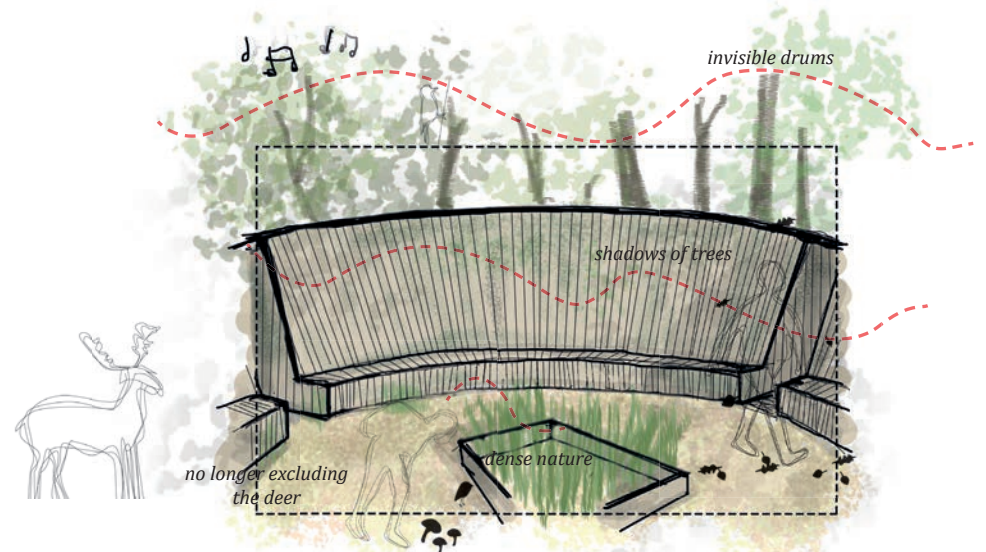 invisible drums
shadows of trees
dense nature
no longer excluding
the deer